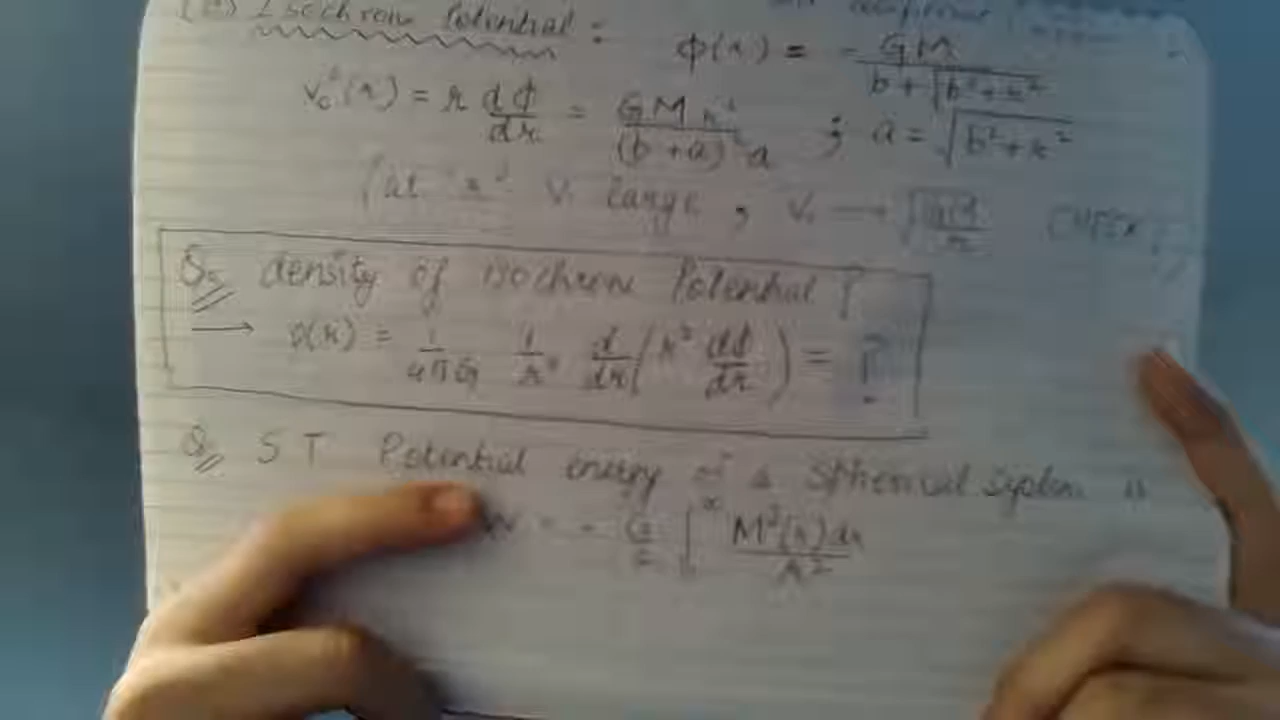 Isochrone Potential : φ(r) = - GM / b + √b²+r²
v_c²(r) = r dφ/dr = GM r² / (b+a)² a ; a = √b²+r²
(at 'r' V. large , V_c → √GM/r CHECK
Q5 density of isochrone Potential ?
→ ρ(r) = 1/4πG 1/r² d/dr (r² dφ/dr) = ?
Q, S T Potential energy of a spherical system is
W = - G/2 ∫₀^∞ M²(r) dr / r²